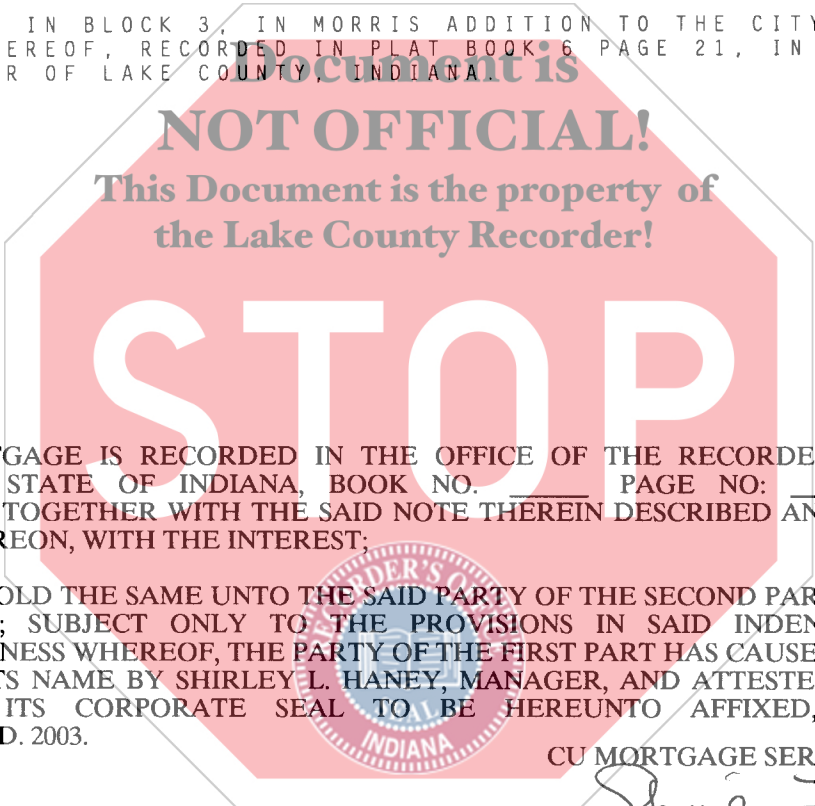 IN BLOCK 3, IN MORRIS ADDITION TO THE CITY
EREOF, RECORDED IN PLAT BOOK 6 PAGE 21, IN
R OF LAKE COUNTY, INDIANA.
Document is
NOT OFFICIAL!
This Document is the property of
the Lake County Recorder!
STOP
TGAGE IS RECORDED IN THE OFFICE OF THE RECORDE
STATE OF INDIANA, BOOK NO. ______ PAGE NO: __
TOGETHER WITH THE SAID NOTE THEREIN DESCRIBED AN
REON, WITH THE INTEREST;
OLD THE SAME UNTO THE SAID PARTY OF THE SECOND PAR
; SUBJECT ONLY TO THE PROVISIONS IN SAID INDEN
NESS WHEREOF, THE PARTY OF THE FIRST PART HAS CAUSE
TS NAME BY SHIRLEY L. HANEY, MANAGER, AND ATTESTE
ITS CORPORATE SEAL TO BE HEREUNTO AFFIXED,
D. 2003.
RECORDER'S OF
SEAL
INDIANA
CU MORTGAGE SER